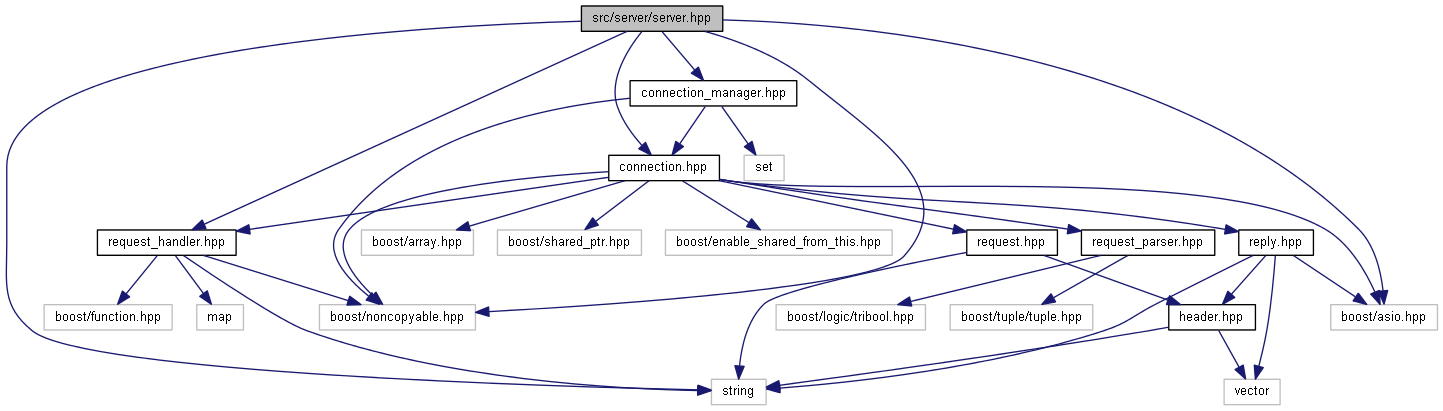 src/server/server.hpp
connection_manager.hpp
connection.hpp
set
request_handler.hpp
boost/array.hpp
boost/shared_ptr.hpp
boost/enable_shared_from_this.hpp
request.hpp
request_parser.hpp
reply.hpp
boost/function.hpp
map
boost/noncopyable.hpp
boost/logic/tribool.hpp
boost/tuple/tuple.hpp
header.hpp
boost/asio.hpp
string
vector